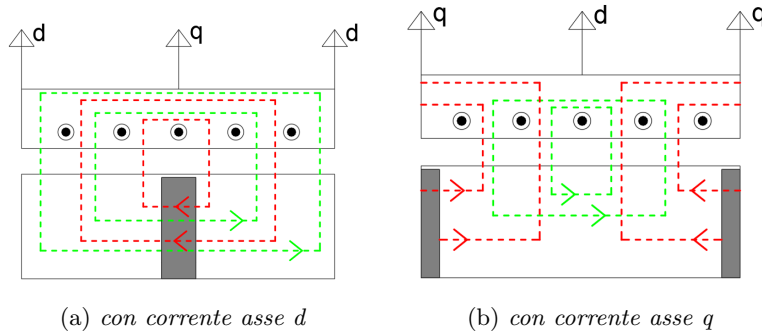 d q d
q d q
(a) con corrente asse d
(b) con corrente asse q